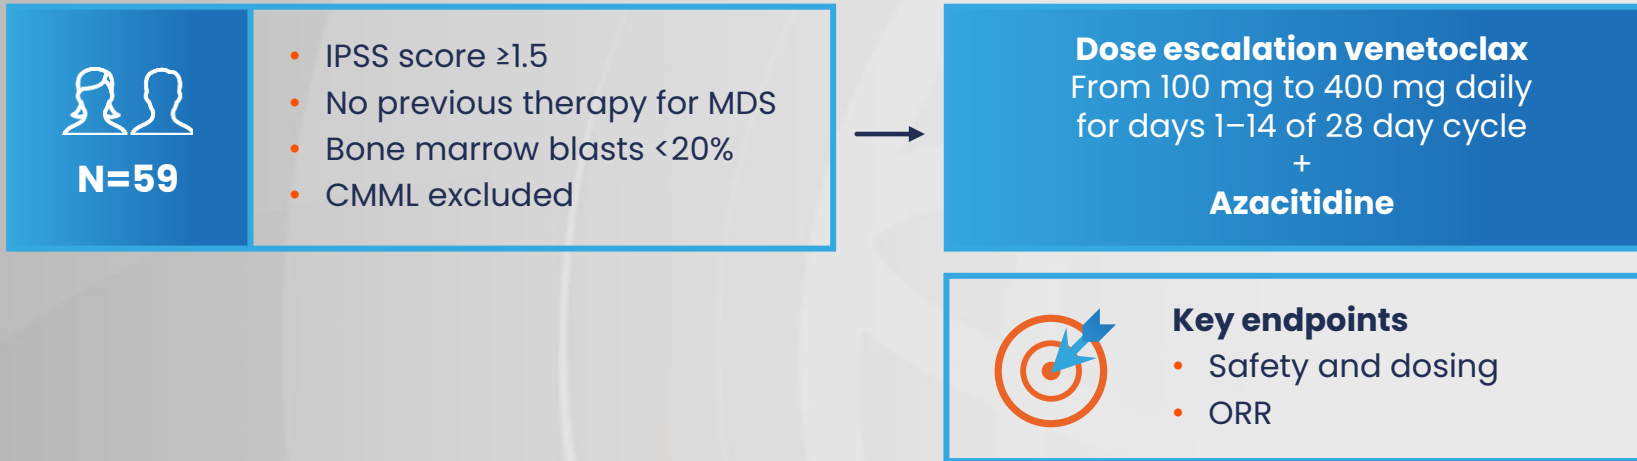 N=59
• IPSS score ≥1.5
• No previous therapy for MDS
• Bone marrow blasts <20%
• CMML excluded
Dose escalation venetoclax
From 100 mg to 400 mg daily
for days 1–14 of 28 day cycle
+
Azacitidine
Key endpoints
• Safety and dosing
• ORR